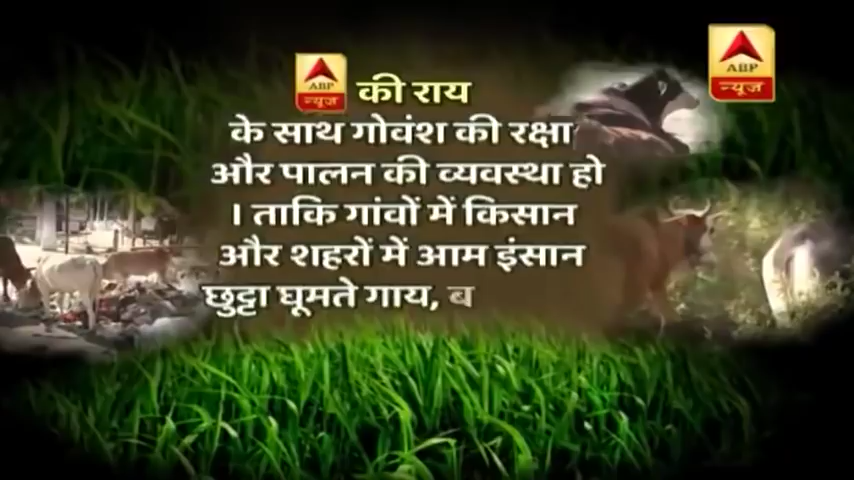 ABP न्यूज़ की राय
ABP न्यूज़
के साथ गोवंश की रक्षा
और पालन की व्यवस्था हो
। ताकि गांवों में किसान
और शहरों में आम इंसान
छुट्टा घूमते गाय, ब